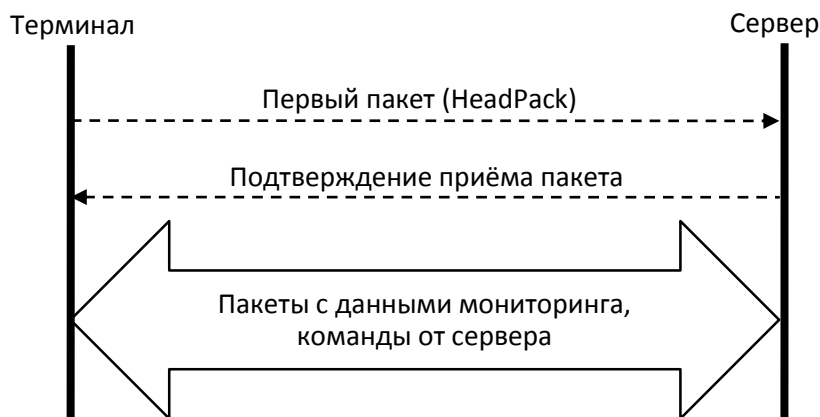 Терминал
Сервер
Первый пакет (HeadPack)
Подтверждение приёма пакета
Пакеты с данными мониторинга,
команды от сервера